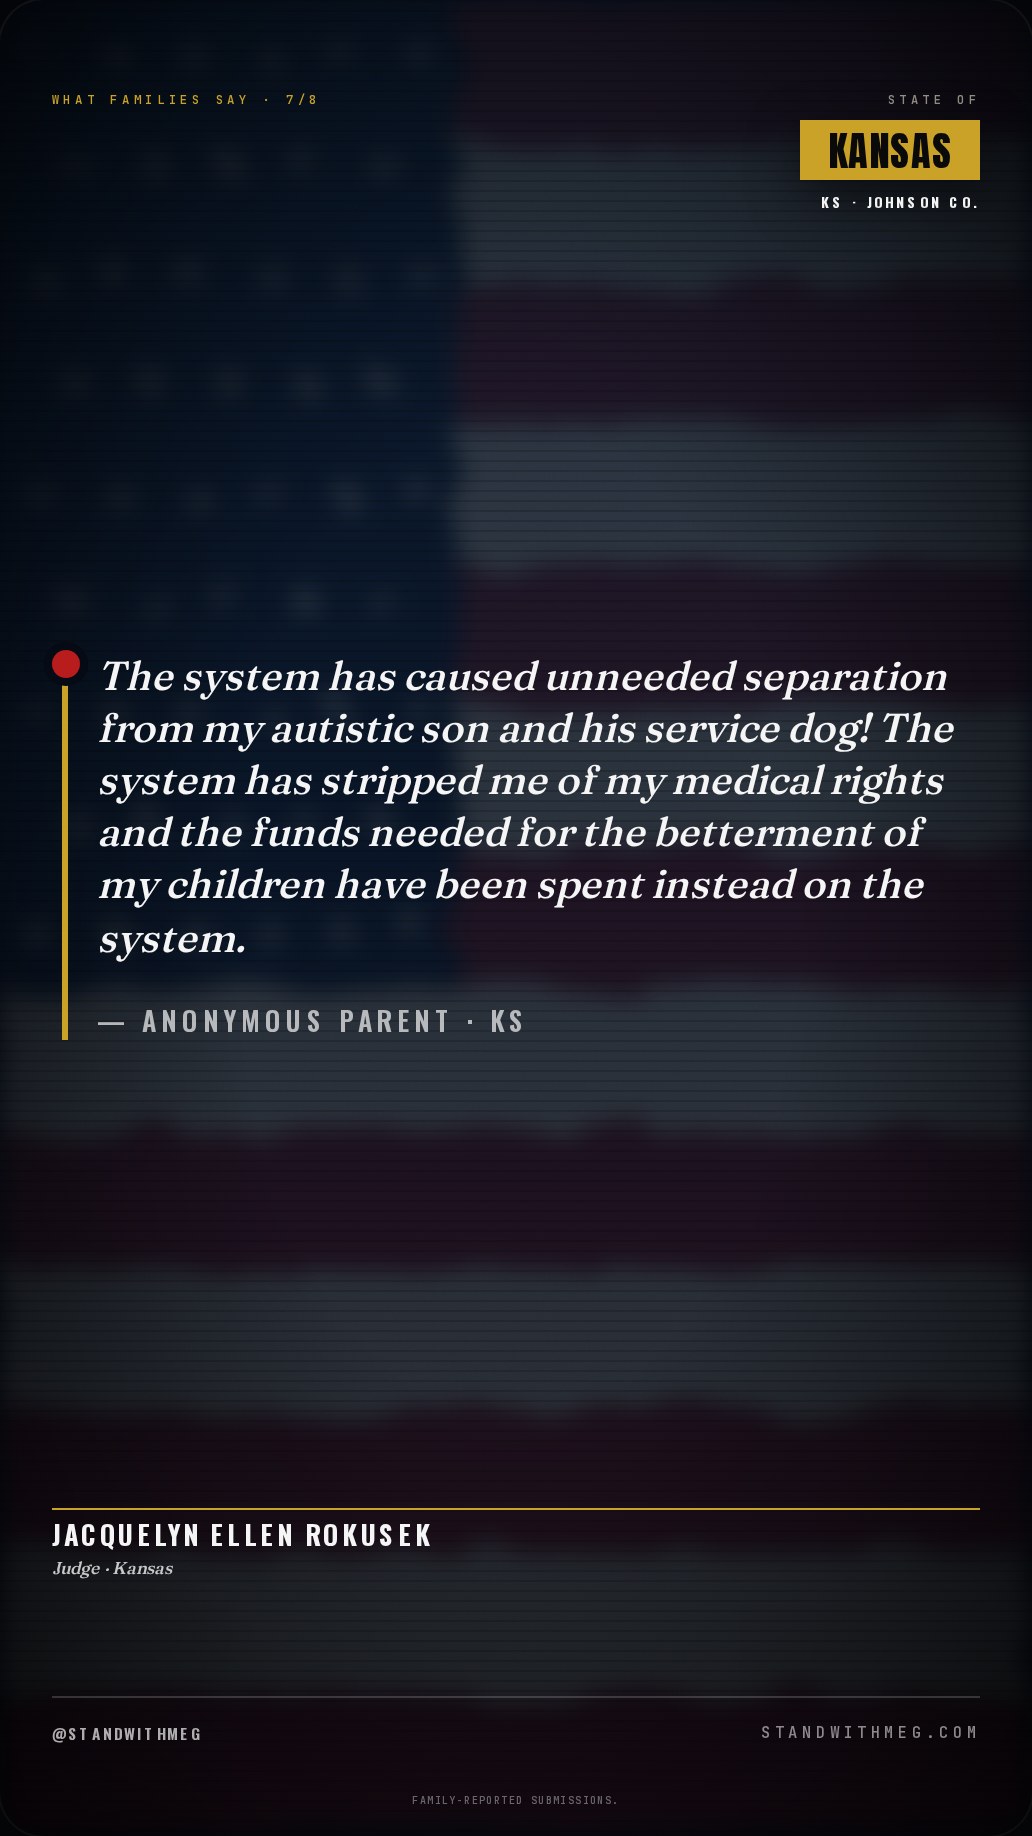 WHAT FAMILIES SAY · 7/8
STATE OF
KANSAS
KS · JOHNSON CO.
The system has caused unneeded separation
from my autistic son and his service dog! The
system has stripped me of my medical rights
and the funds needed for the betterment of
my children have been spent instead on the
system.
— ANONYMOUS PARENT · KS
JACQUELYN ELLEN ROKUSEK
Judge · Kansas
@STANDWITHMEG
STANDWITHMEG.COM
FAMILY-REPORTED SUBMISSIONS.